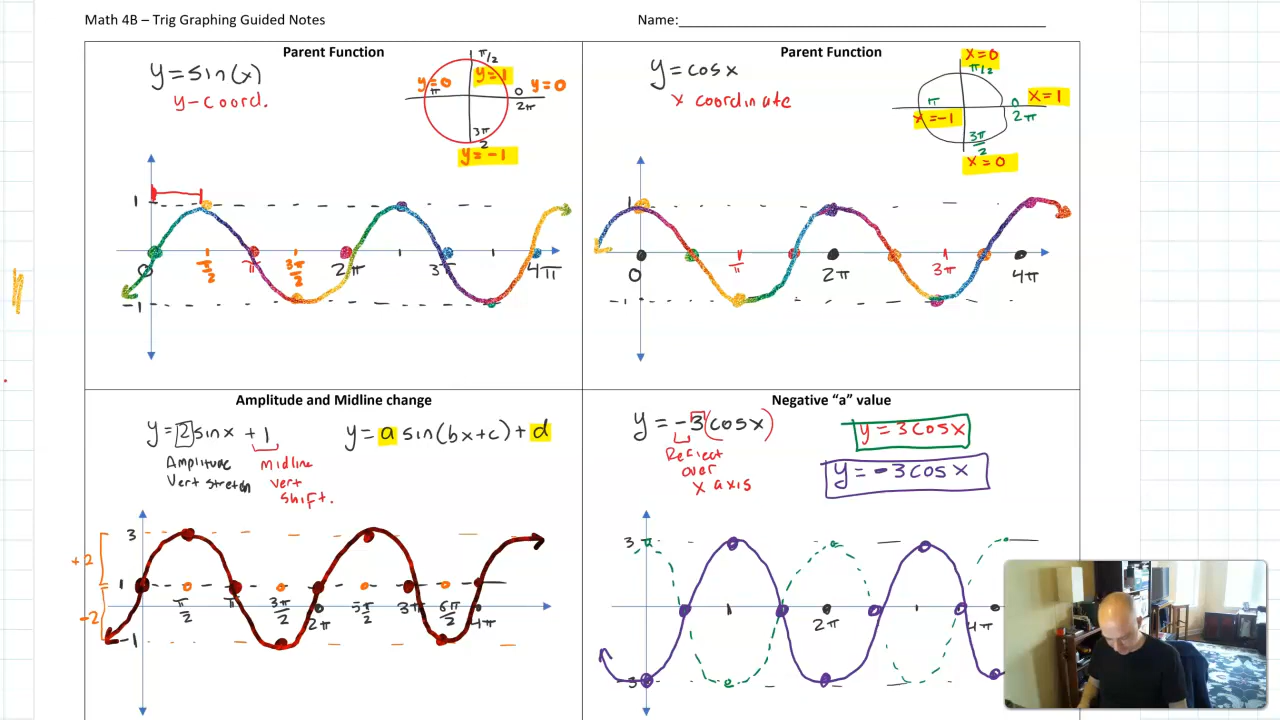 Math 4B – Trig Graphing Guided Notes
Name:
Parent Function
y = sin(x)
y-coord.
π/2
y=0
y=1
y=0
π
0
2π
3π/2
y=-1
1
0
π/2
π
3π/2
2π
3π
4π
-1
Parent Function
y = cos x
x coordinate
x=0
π/2
π
0
x=1
x=-1
2π
3π/2
x=0
1
0
π
2π
3π
4π
-1
Amplitude and Midline change
y = 2 sin x + 1
y = a sin(bx+c) + d
Amplitude
Vert stretch
Midline
vert
shift.
3
+2
1
-2
-1
π/2
π
3π/2
2π
5π/2
3π
4π
Negative “a” value
y = -3(cos x)
Reflect
over
x axis
y = 3 cos x
y = -3 cos x
3
1
2π
4π
-3